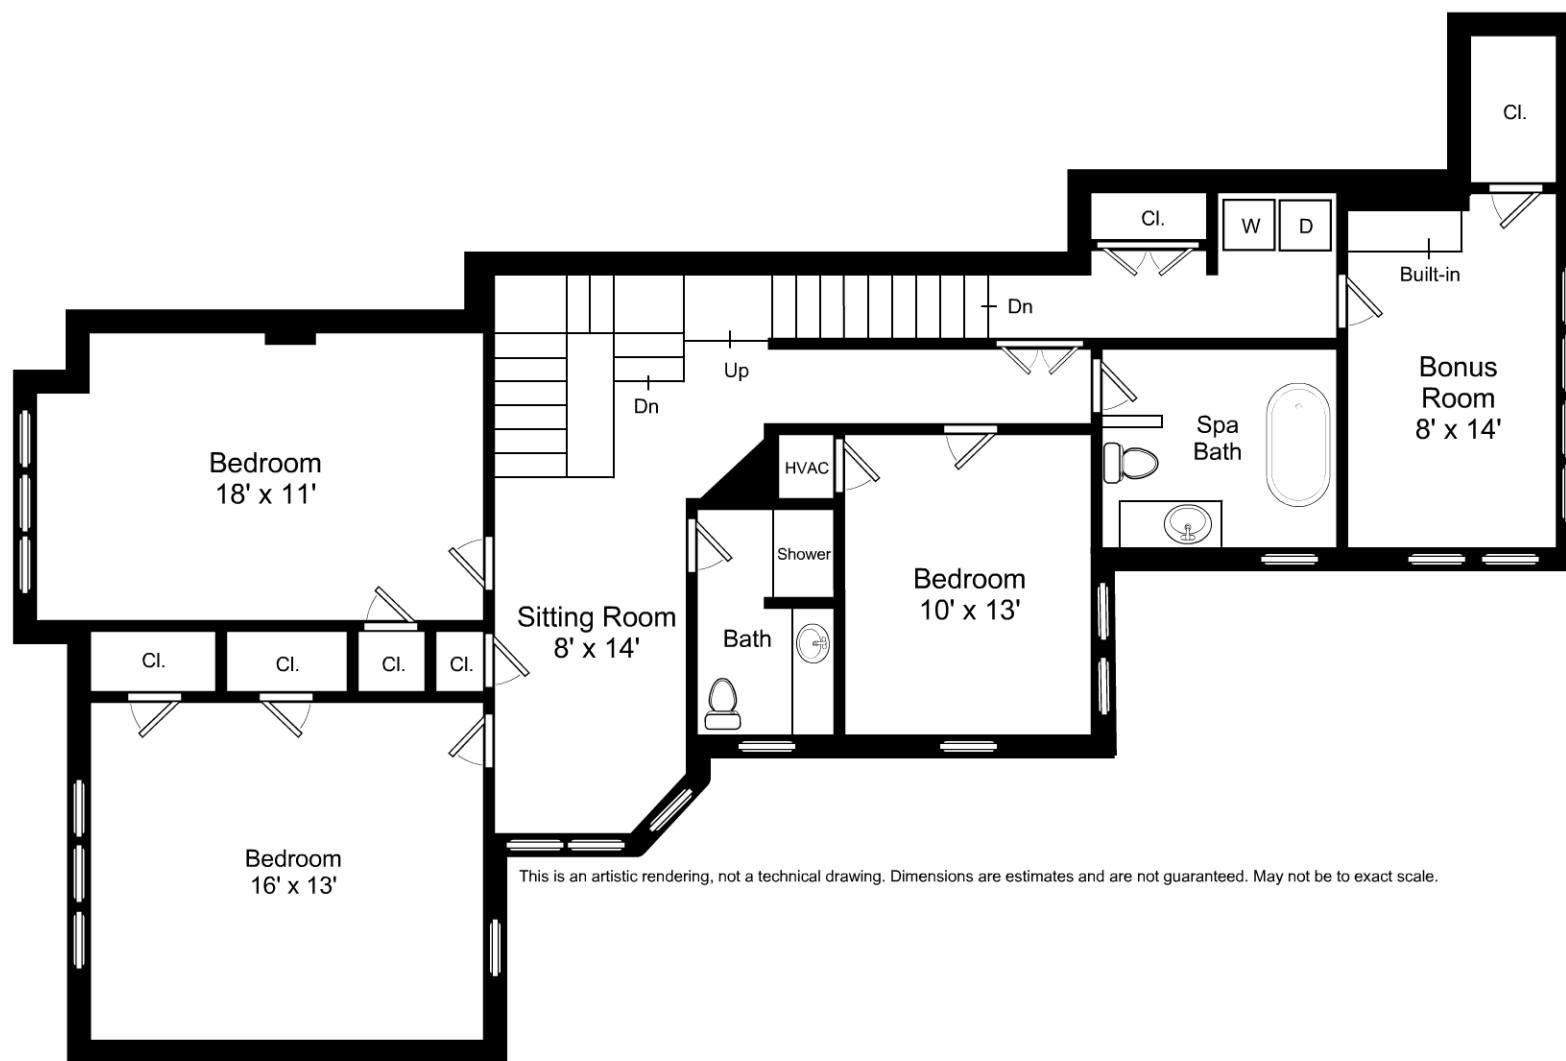 Cl.
Cl.
W
D
Built-in
Dn
Up
Dn
Bonus
Room
8' x 14'
Spa
Bath
Bedroom
18' x 11'
HVAC
Shower
Bedroom
10' x 13'
Sitting Room
8' x 14'
Bath
Cl.
Cl.
Cl.
Cl.
Bedroom
16' x 13'
This is an artistic rendering, not a technical drawing. Dimensions are estimates and are not guaranteed. May not be to exact scale.